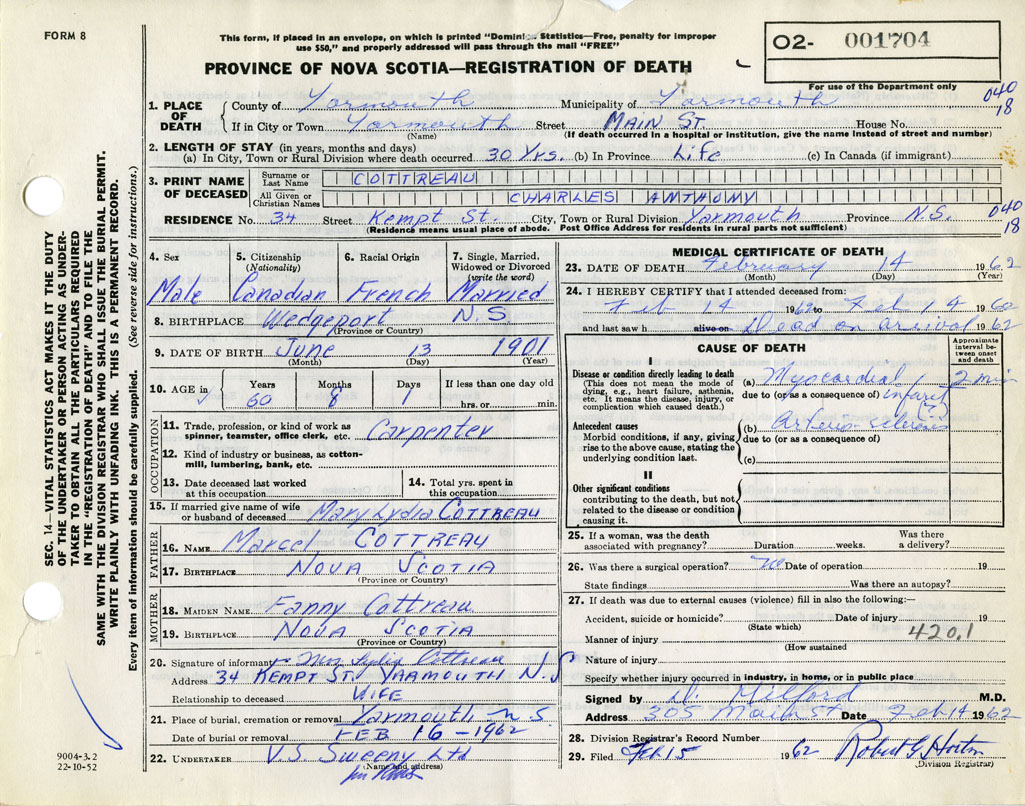 FORM 8
This form, if placed in an envelope, on which is printed "Dominion Statistics—Free, penalty for improper
use $50," and properly addressed will pass through the mail "FREE"
PROVINCE OF NOVA SCOTIA—REGISTRATION OF DEATH
02- 001704
For use of the Department only
040
18
1. PLACE OF DEATH { County of Yarmouth Municipality of Yarmouth
If in City or Town Yarmouth Street MAIN ST. House No.
(Name) (If death occurred in a hospital or institution, give the name instead of street and number)
2. LENGTH OF STAY (in years, months and days)
(a) In City, Town or Rural Division where death occurred 30 Yrs. (b) In Province Life (c) In Canada (if immigrant)
3. PRINT NAME OF DECEASED { Surname or Last Name COTTREAU
All Given or Christian Names CHARLES ANTHONY
RESIDENCE No. 34 Street Kempt St. City, Town or Rural Division Yarmouth Province N.S.
(Residence means usual place of abode. Post Office Address for residents in rural parts not sufficient)
040
18
4. Sex 5. Citizenship (Nationality) 6. Racial Origin 7. Single, Married, Widowed or Divorced (write the word)
Male Canadian French Married
8. BIRTHPLACE Wedgeport N.S
(Province or Country)
9. DATE OF BIRTH June 13 1901
(Month) (Day) (Year)
10. AGE in { Years Months Days If less than one day old
60 8 1 hrs. or min.
OCCUPATION
11. Trade, profession, or kind of work as
spinner, teamster, office clerk, etc. Carpenter
12. Kind of industry or business, as cotton-
mill, lumbering, bank, etc.
13. Date deceased last worked at this occupation
14. Total yrs. spent in this occupation
15. If married give name of wife
or husband of deceased Mary Lydia COTTREAU
FATHER
16. NAME Marcel COTTREAU
17. BIRTHPLACE NOVA SCOTIA
(Province or Country)
MOTHER
18. MAIDEN NAME Fanny Cottreau
19. BIRTHPLACE NOVA SCOTIA
(Province or Country)
20. Signature of informant Mrs Lydia Cottreau
Address 34 KEMPT ST. YARMOUTH N.S
Relationship to deceased WIFE
21. Place of burial, cremation or removal Yarmouth N.S.
Date of burial or removal FEB 16-1962
22. UNDERTAKER V.S. Sweeny Ltd
(Name and address)
MEDICAL CERTIFICATE OF DEATH
23. DATE OF DEATH February 14 1962
(Month) (Day) (Year)
24. I HEREBY CERTIFY that I attended deceased from:
Feb 14 1962 to Feb 14 1962
and last saw h alive on Dead on arrival 1962
CAUSE OF DEATH
Approximate interval between onset and death
I
Disease or condition directly leading to death
(This does not mean the mode of
dying, e.g., heart failure, asthenia,
etc. It means the disease, injury, or
complication which caused death.)
(a) Myocardial 2 min
due to (or as a consequence of) infarct
(?)
Antecedent causes
Morbid conditions, if any, giving
rise to the above cause, stating the
underlying condition last.
(b) Arterio-sclerosis
due to (or as a consequence of)
(c)
II
Other significant conditions
contributing to the death, but not
related to the disease or condition
causing it.
25. If a woman, was the death
associated with pregnancy? Duration weeks. Was there a delivery?
26. Was there a surgical operation? no Date of operation 19
State findings Was there an autopsy?
27. If death was due to external causes (violence) fill in also the following:—
Accident, suicide or homicide? Date of injury 19
(State which)
420.1
Manner of injury
(How sustained
Nature of injury
Specify whether injury occurred in industry, in home, or in public place
Signed by D. Milford M.D.
Address 305 Main St Date Feb 14 1962
28. Division Registrar's Record Number
29. Filed Feb 15 1962 Robert G. Horton
(Division Registrar)
SEC. 14—VITAL STATISTICS ACT MAKES IT THE DUTY
OF THE UNDERTAKER OR PERSON ACTING AS UNDER-
TAKER TO OBTAIN ALL THE PARTICULARS REQUIRED
IN THE "REGISTRATION OF DEATH" AND TO FILE THE
SAME WITH THE DIVISION REGISTRAR WHO SHALL ISSUE THE BURIAL PERMIT.
WRITE PLAINLY WITH UNFADING INK. THIS IS A PERMANENT RECORD.
Every item of information should be carefully supplied. (See reverse side for instructions.)
9004-3.2
22-10-52